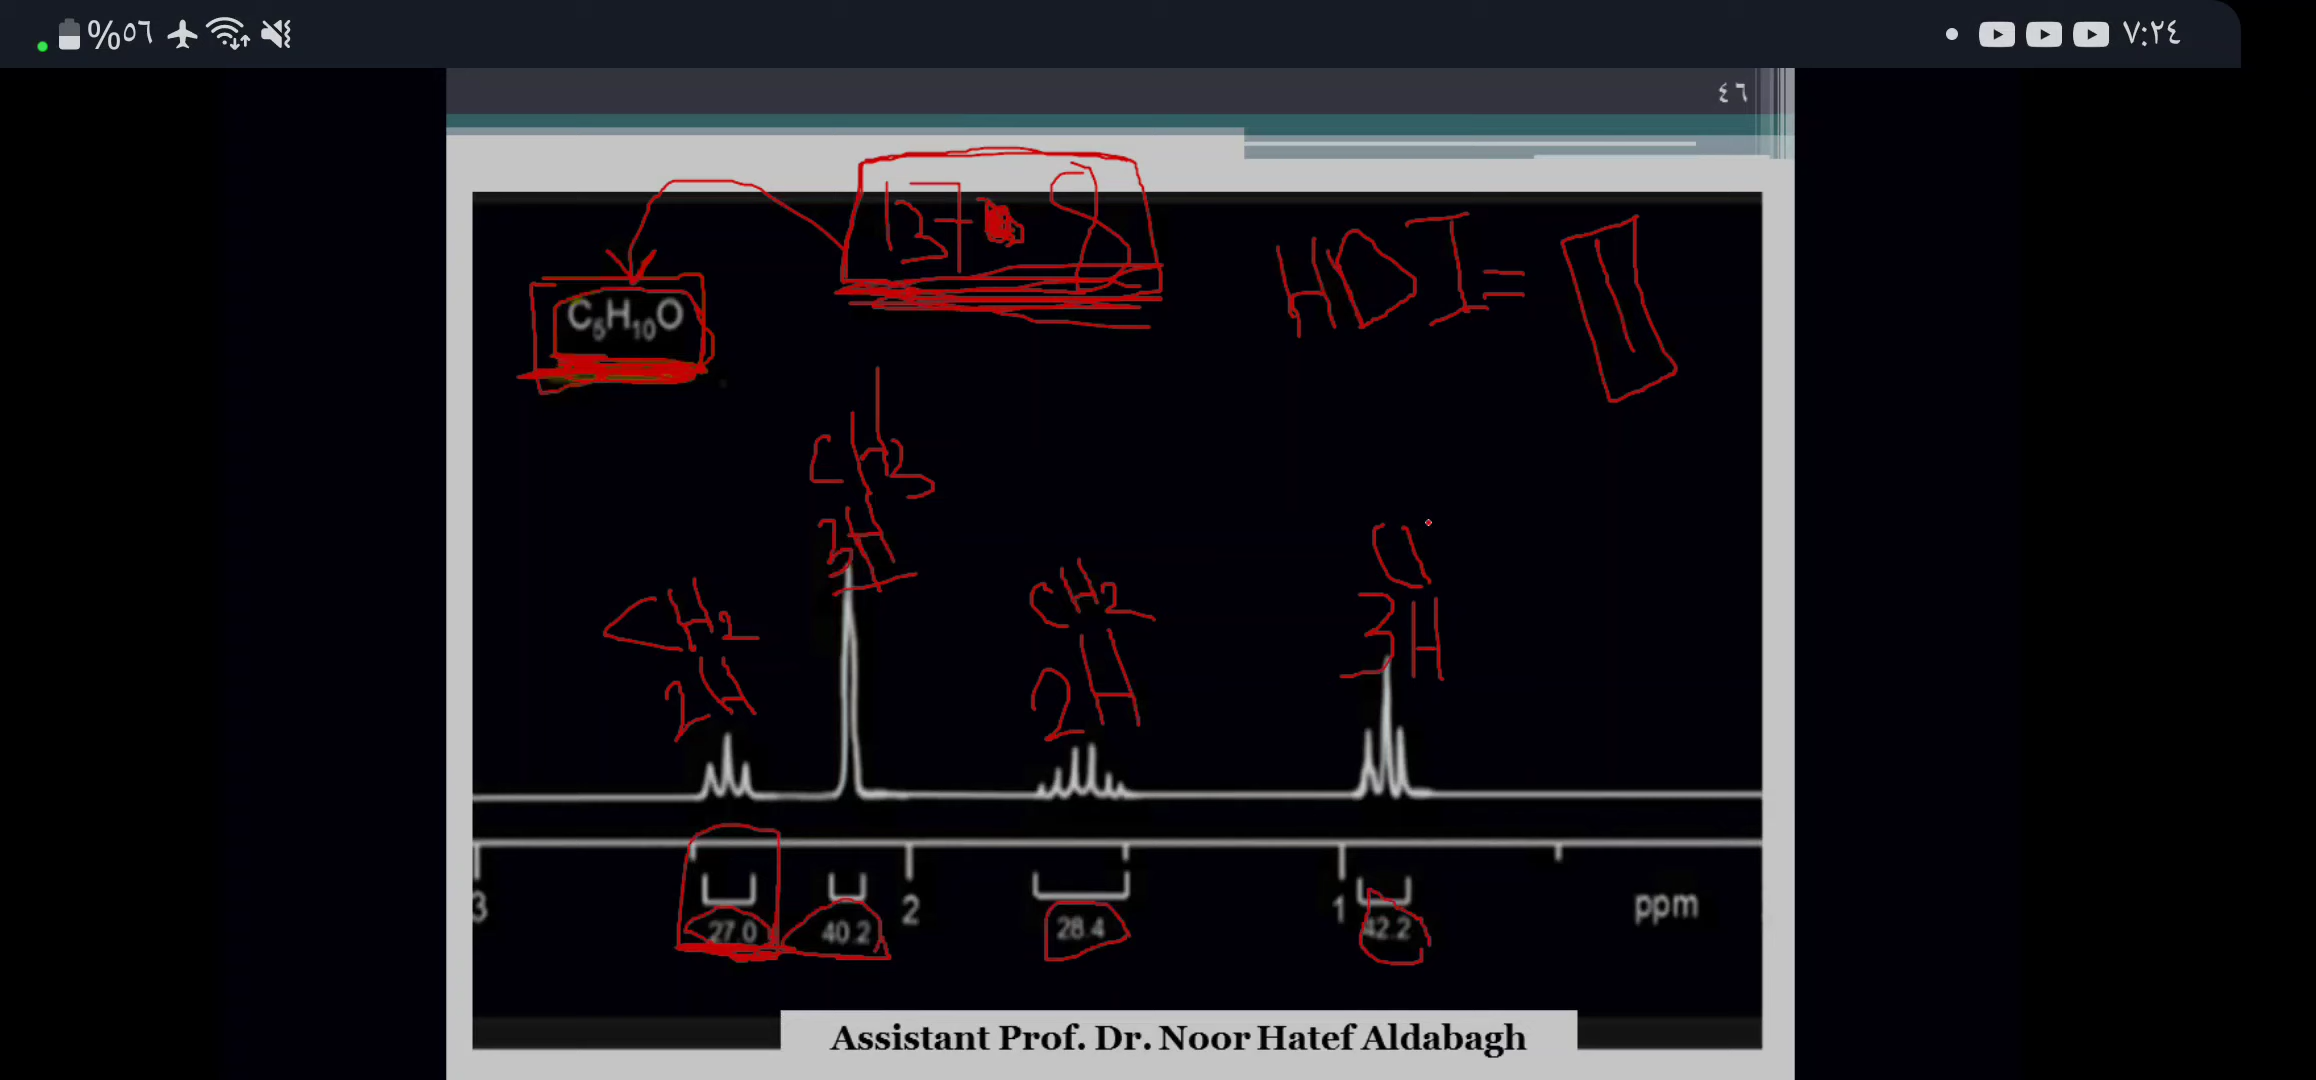 %٥٦ ٧:٢٤
٤٦
HDI=
C5H10O
CH3
3H
CH2
2H
CH2
2H
3H
3 2 1 ppm
27.0 40.2 28.4 42.2
Assistant Prof. Dr. Noor Hatef Aldabagh